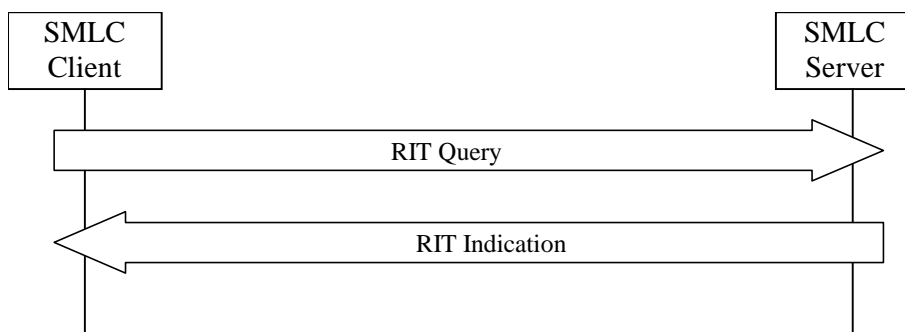 SMLC
Client
SMLC
Server
RIT Query
RIT Indication